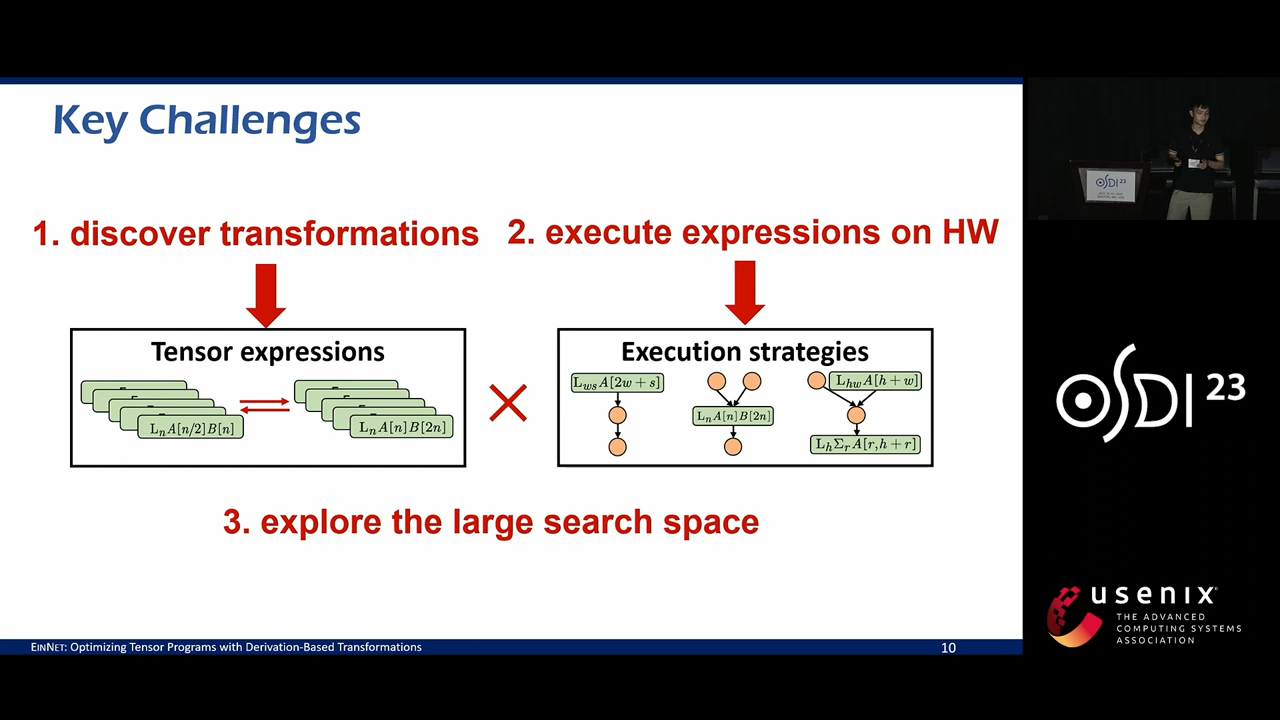 Key Challenges
1. discover transformations
2. execute expressions on HW
Tensor expressions
L_n A[n/2]B[n]
L_n A[n]B[2n]
Execution strategies
L_ws A[2w + s]
L_n A[n]B[2n]
L_hw A[h + w]
L_h Σ_r A[r, h + r]
3. explore the large search space
EINNET: Optimizing Tensor Programs with Derivation-Based Transformations
10
OSDI 23
OSDI 23
usenix
THE ADVANCED
COMPUTING SYSTEMS
ASSOCIATION